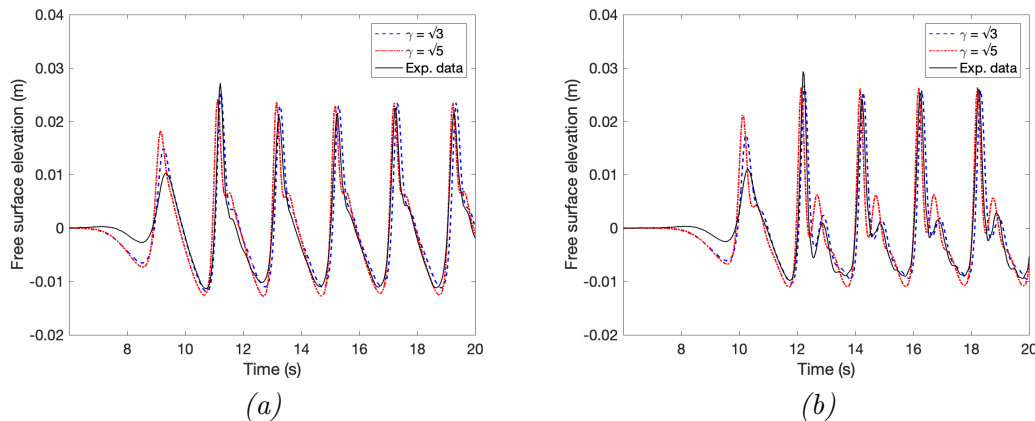 0.04
γ = √3
γ = √5
Exp. data
0.03
0.02
0.01
0
-0.01
-0.02
Free surface elevation (m)
8 10 12 14 16 18 20
Time (s)
(a)
0.04
γ = √3
γ = √5
Exp. data
0.03
0.02
0.01
0
-0.01
-0.02
Free surface elevation (m)
8 10 12 14 16 18 20
Time (s)
(b)